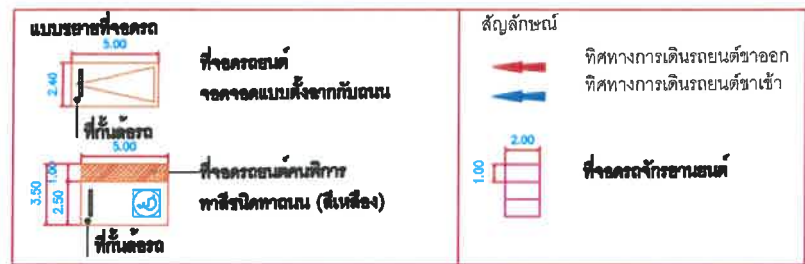 แบบขยายที่จอดรถ
5.00
2.40
ที่จอดรถยนต์
จอดจอดแบบตั้งฉากกับถนน
ที่กั้นล้อรถ
5.00
3.50
1.00
2.50
ที่จอดรถยนต์คนพิการ
ทาสีชนิดทาถนน (สีเหลือง)
ที่กั้นล้อรถ
สัญลักษณ์
ทิศทางการเดินรถยนต์ขาออก
ทิศทางการเดินรถยนต์ขาเข้า
2.00
1.00
ที่จอดรถจักรยานยนต์